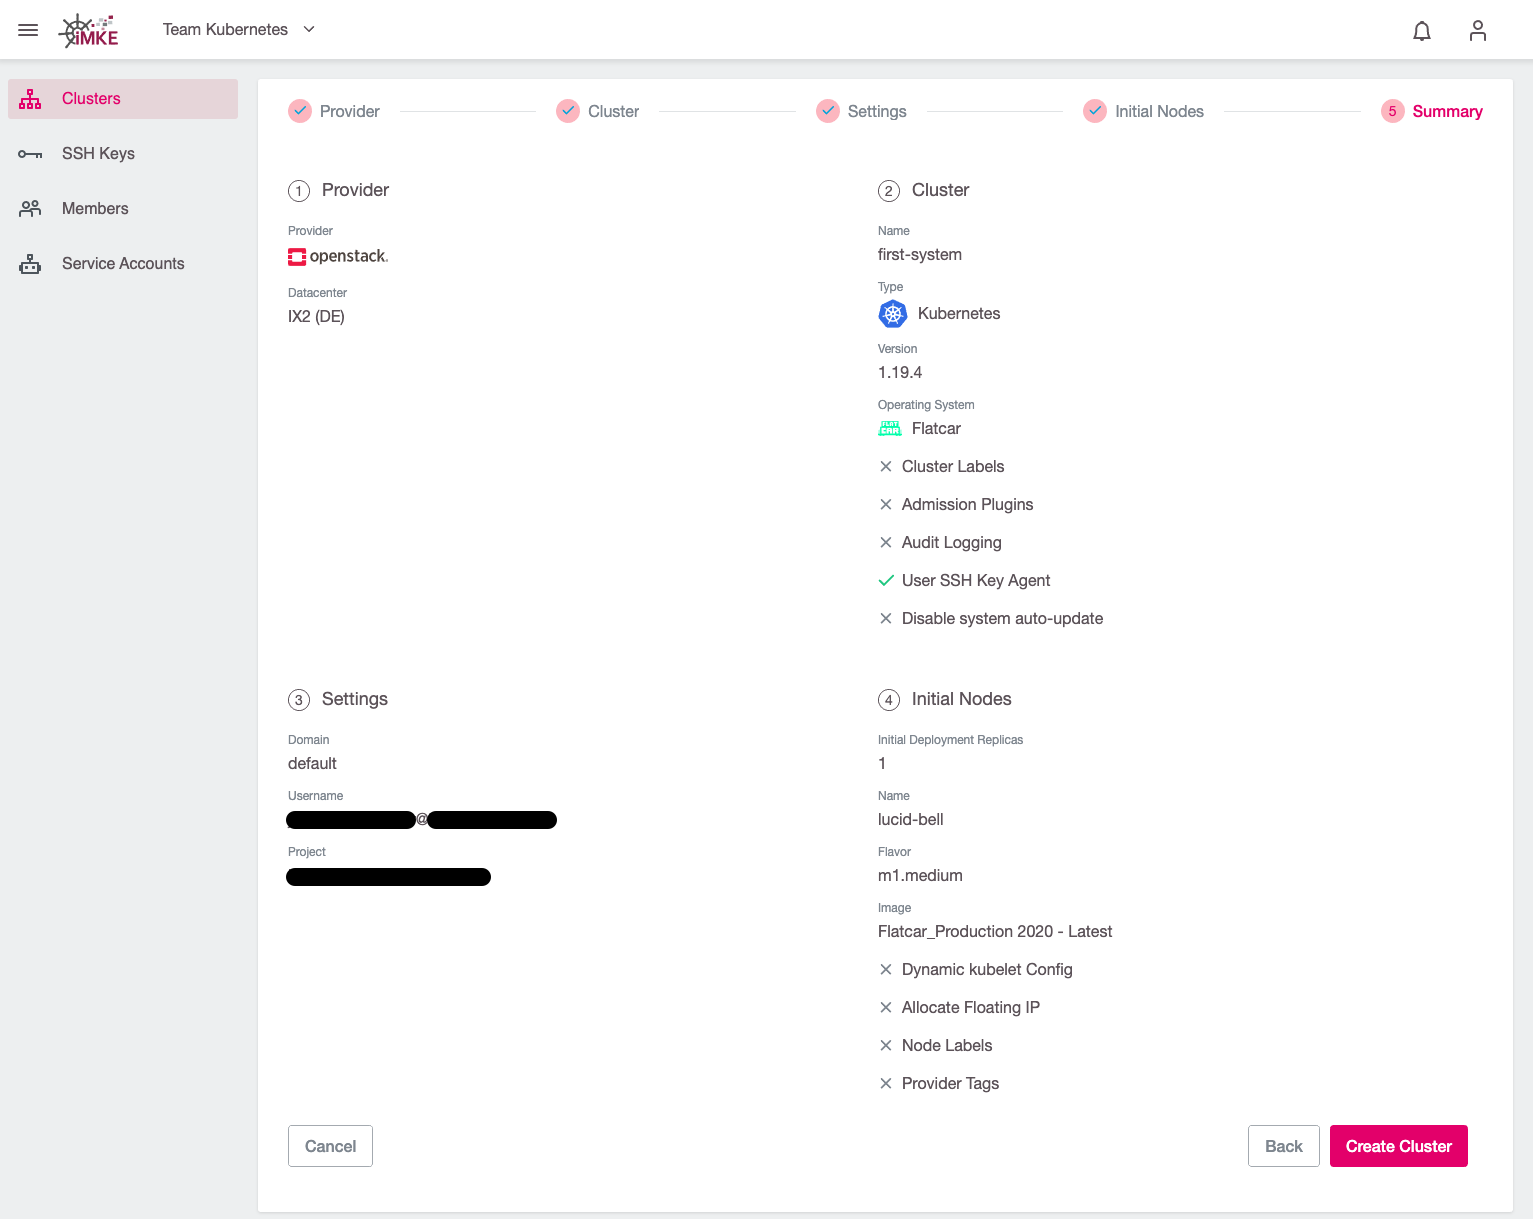 iMKE
Team Kubernetes
Clusters
SSH Keys
Members
Service Accounts
Provider
Cluster
Settings
Initial Nodes
5 Summary
1 Provider
Provider
openstack.
Datacenter
IX2 (DE)
2 Cluster
Name
first-system
Type
Kubernetes
Version
1.19.4
Operating System
FLAT CAR Flatcar
Cluster Labels
Admission Plugins
Audit Logging
User SSH Key Agent
Disable system auto-update
3 Settings
Domain
default
Username
@
Project
4 Initial Nodes
Initial Deployment Replicas
1
Name
lucid-bell
Flavor
m1.medium
Image
Flatcar_Production 2020 - Latest
Dynamic kubelet Config
Allocate Floating IP
Node Labels
Provider Tags
Cancel
Back
Create Cluster